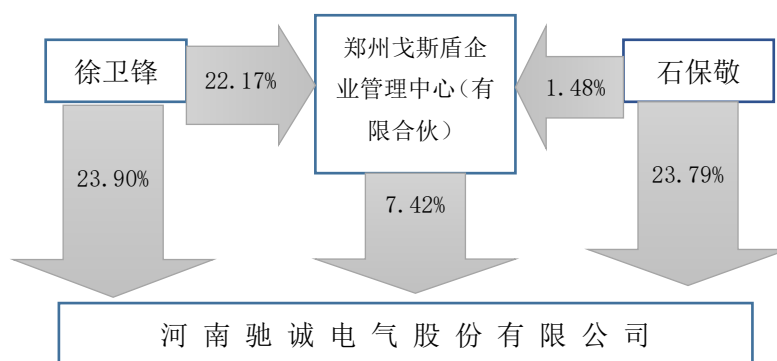 徐卫锋
22.17%
郑州戈斯盾企
业管理中心（有
限合伙）
1.48%
石保敬
23.90%
7.42%
23.79%
河南驰诚电气股份有限公司